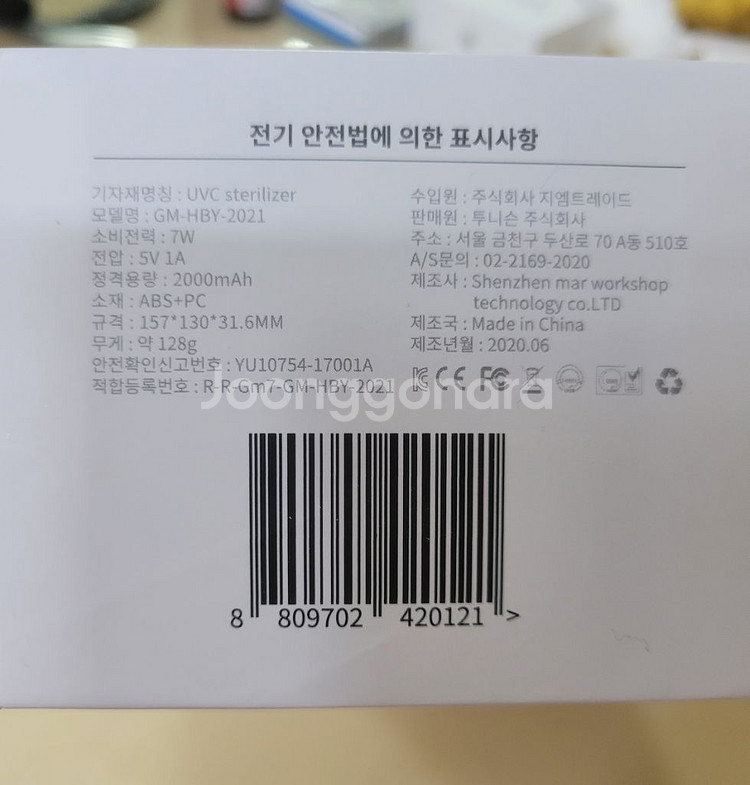 전기 안전법에 의한 표시사항
기자재명칭 : UVC sterilizer
모델명 : GM-HBY-2021
소비전력 : 7W
전압 : 5V 1A
정격용량 : 2000mAh
소재 : ABS+PC
규격 : 157*130*31.6MM
무게 : 약 128g
안전확인신고번호 : YU10754-17001A
적합등록번호 : R-R-Gm7-GM-HBY-2021
수입원 : 주식회사 지엠트레이드
판매원 : 투니슨 주식회사
주소 : 서울 금천구 두산로 70 A동 510호
A/S문의 : 02-2169-2020
제조사 : Shenzhen mar workshop
technology co.LTD
제조국 : Made in China
제조년월 : 2020.06
CE FC
Joonggonara
8 809702 420121 >